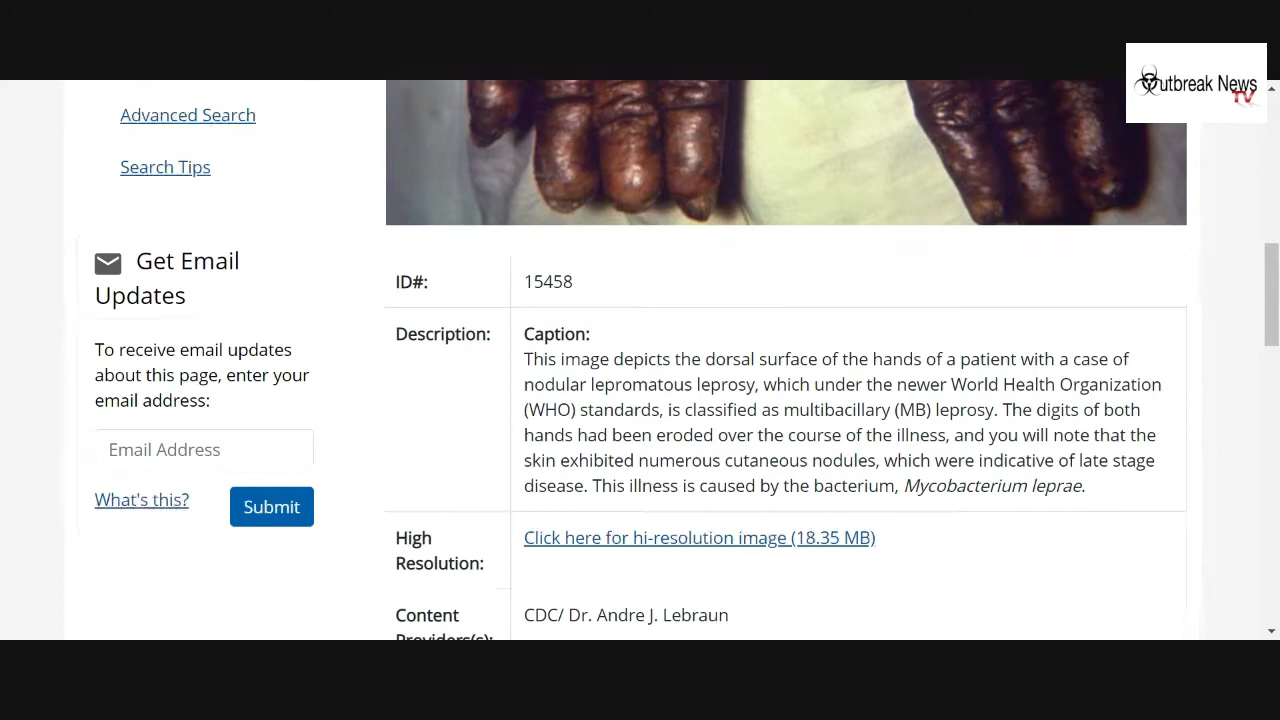 Outbreak News
TV
Advanced Search
Search Tips
Get Email
Updates
To receive email updates
about this page, enter your
email address:
Email Address
What's this?
Submit
ID#:
15458
Description:
Caption:
This image depicts the dorsal surface of the hands of a patient with a case of
nodular lepromatous leprosy, which under the newer World Health Organization
(WHO) standards, is classified as multibacillary (MB) leprosy. The digits of both
hands had been eroded over the course of the illness, and you will note that the
skin exhibited numerous cutaneous nodules, which were indicative of late stage
disease. This illness is caused by the bacterium, Mycobacterium leprae.
High
Resolution:
Click here for hi-resolution image (18.35 MB)
Content
Providers(s):
CDC/ Dr. Andre J. Lebraun